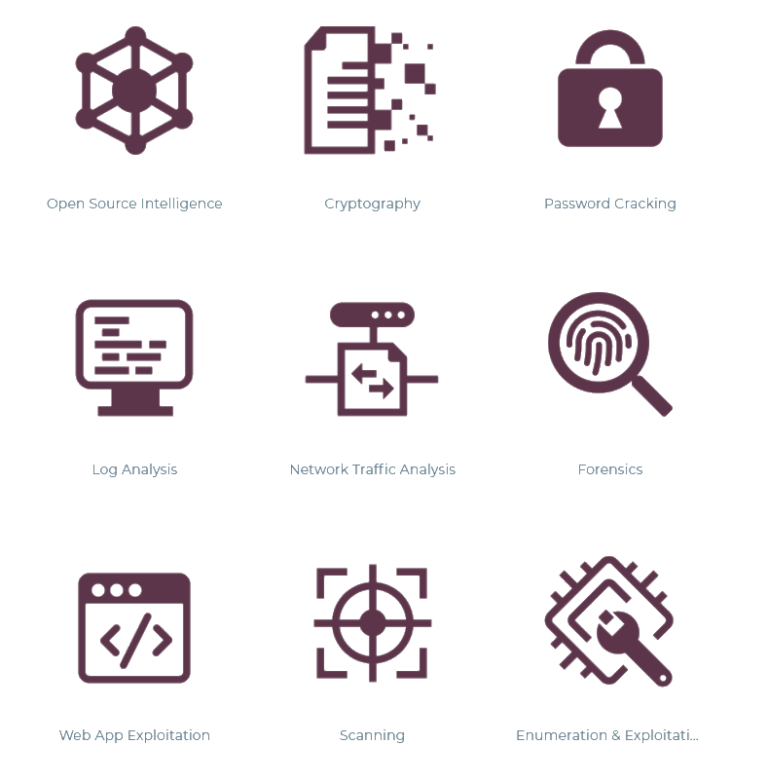 Open Source Intelligence
Cryptography
Password Cracking
Log Analysis
Network Traffic Analysis
Forensics
Web App Exploitation
Scanning
Enumeration & Exploitati...